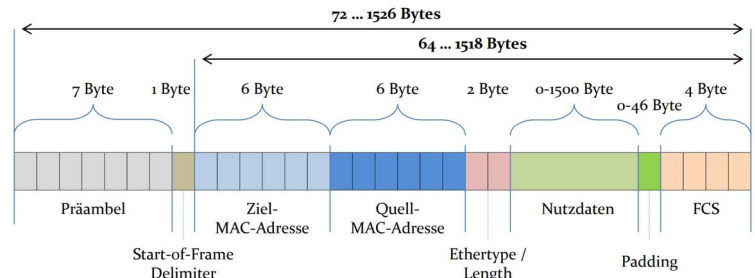 72 ... 1526 Bytes
64 ... 1518 Bytes
7 Byte
1 Byte
6 Byte
6 Byte
2 Byte
0-1500 Byte
0-46 Byte
4 Byte
Präambel
Start-of-Frame
Delimiter
Ziel-
MAC-Adresse
Quell-
MAC-Adresse
Ethertype /
Length
Nutzdaten
Padding
FCS